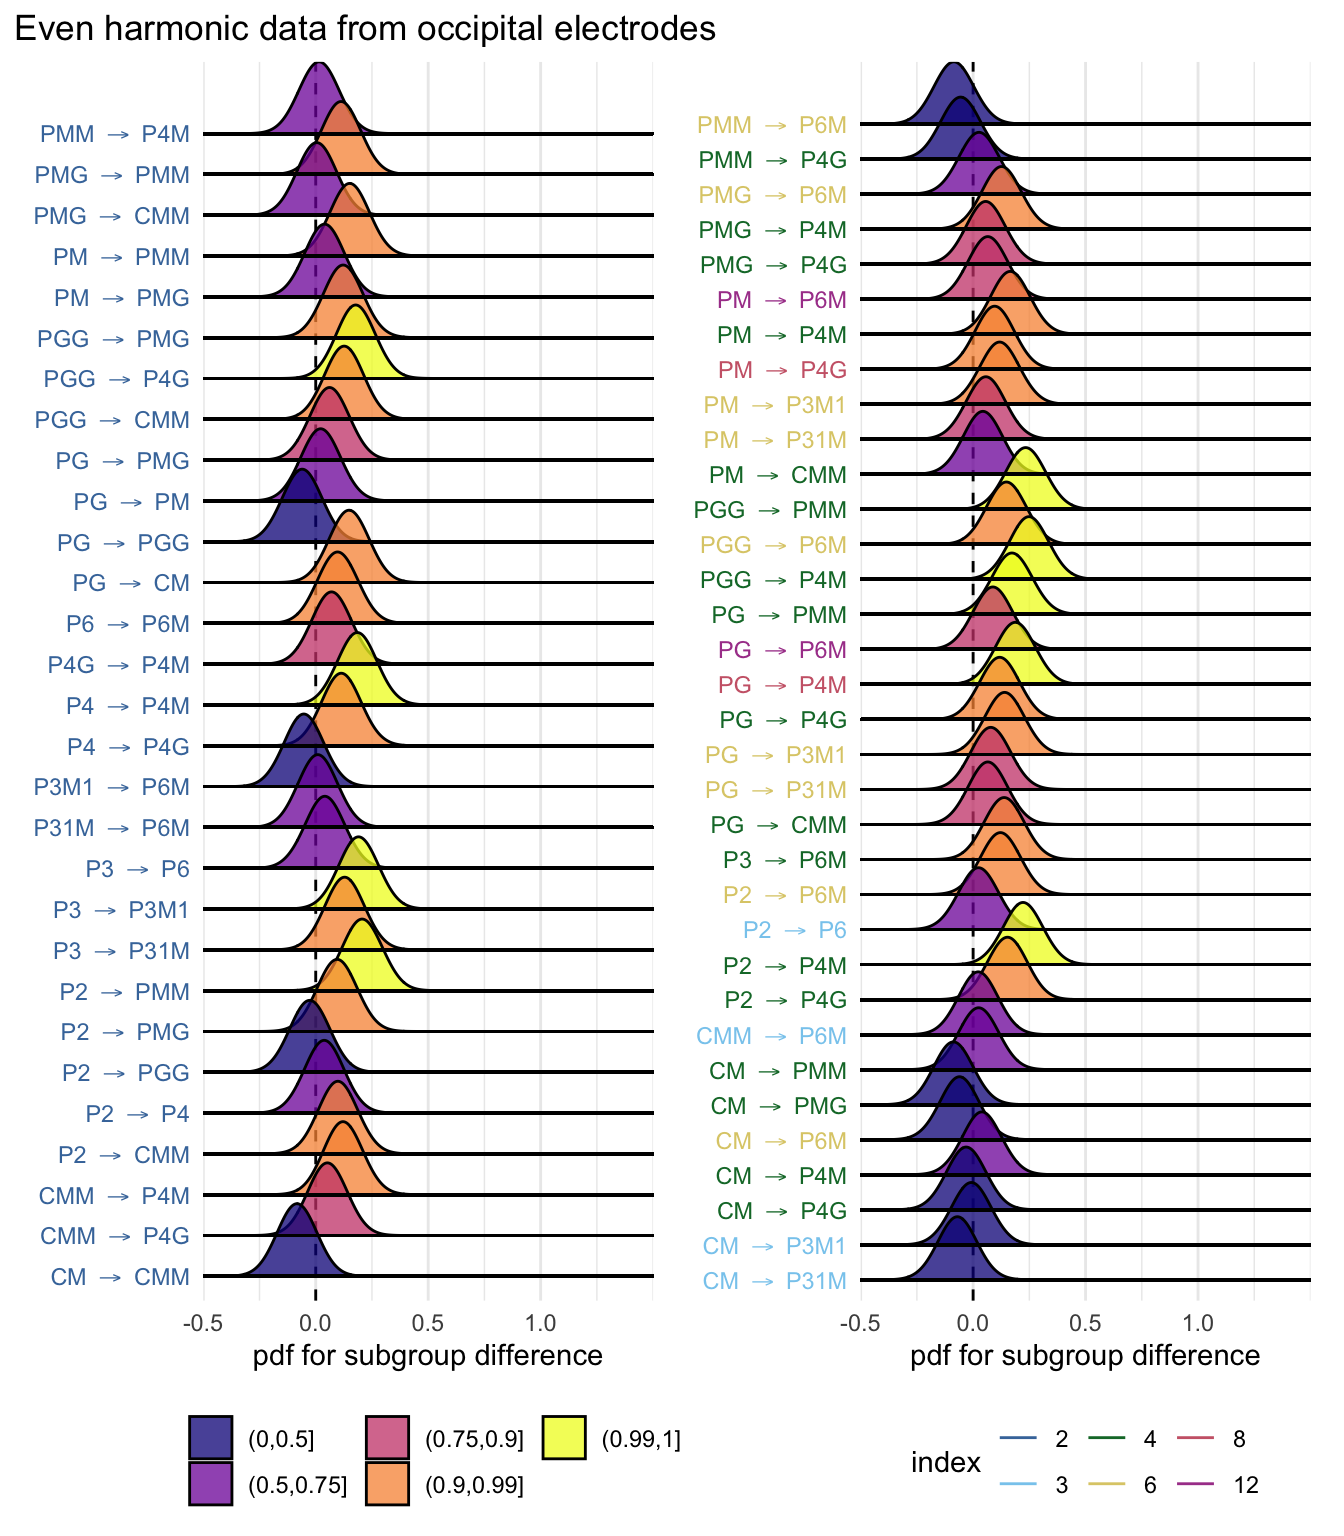 Even harmonic data from occipital electrodes
PMM → P4M
PMG → PMM
PMG → CMM
PM → PMM
PM → PMG
PGG → PMG
PGG → P4G
PGG → CMM
PG → PMG
PG → PM
PG → PGG
PG → CM
P6 → P6M
P4G → P4M
P4 → P4M
P4 → P4G
P3M1 → P6M
P31M → P6M
P3 → P6
P3 → P3M1
P3 → P31M
P2 → PMM
P2 → PMG
P2 → PGG
P2 → P4
P2 → CMM
CMM → P4M
CMM → P4G
CM → CMM
-0.5 0.0 0.5 1.0
pdf for subgroup difference
PMM → P6M
PMM → P4G
PMG → P6M
PMG → P4M
PMG → P4G
PM → P6M
PM → P4M
PM → P4G
PM → P3M1
PM → P31M
PM → CMM
PGG → PMM
PGG → P6M
PGG → P4M
PG → PMM
PG → P6M
PG → P4M
PG → P4G
PG → P3M1
PG → P31M
PG → CMM
P3 → P6M
P2 → P6M
P2 → P6
P2 → P4M
P2 → P4G
CMM → P6M
CM → PMM
CM → PMG
CM → P6M
CM → P4M
CM → P4G
CM → P3M1
CM → P31M
-0.5 0.0 0.5 1.0
pdf for subgroup difference
(0,0.5] (0.75,0.9] (0.99,1]
(0.5,0.75] (0.9,0.99]
index
2 4 8
3 6 12